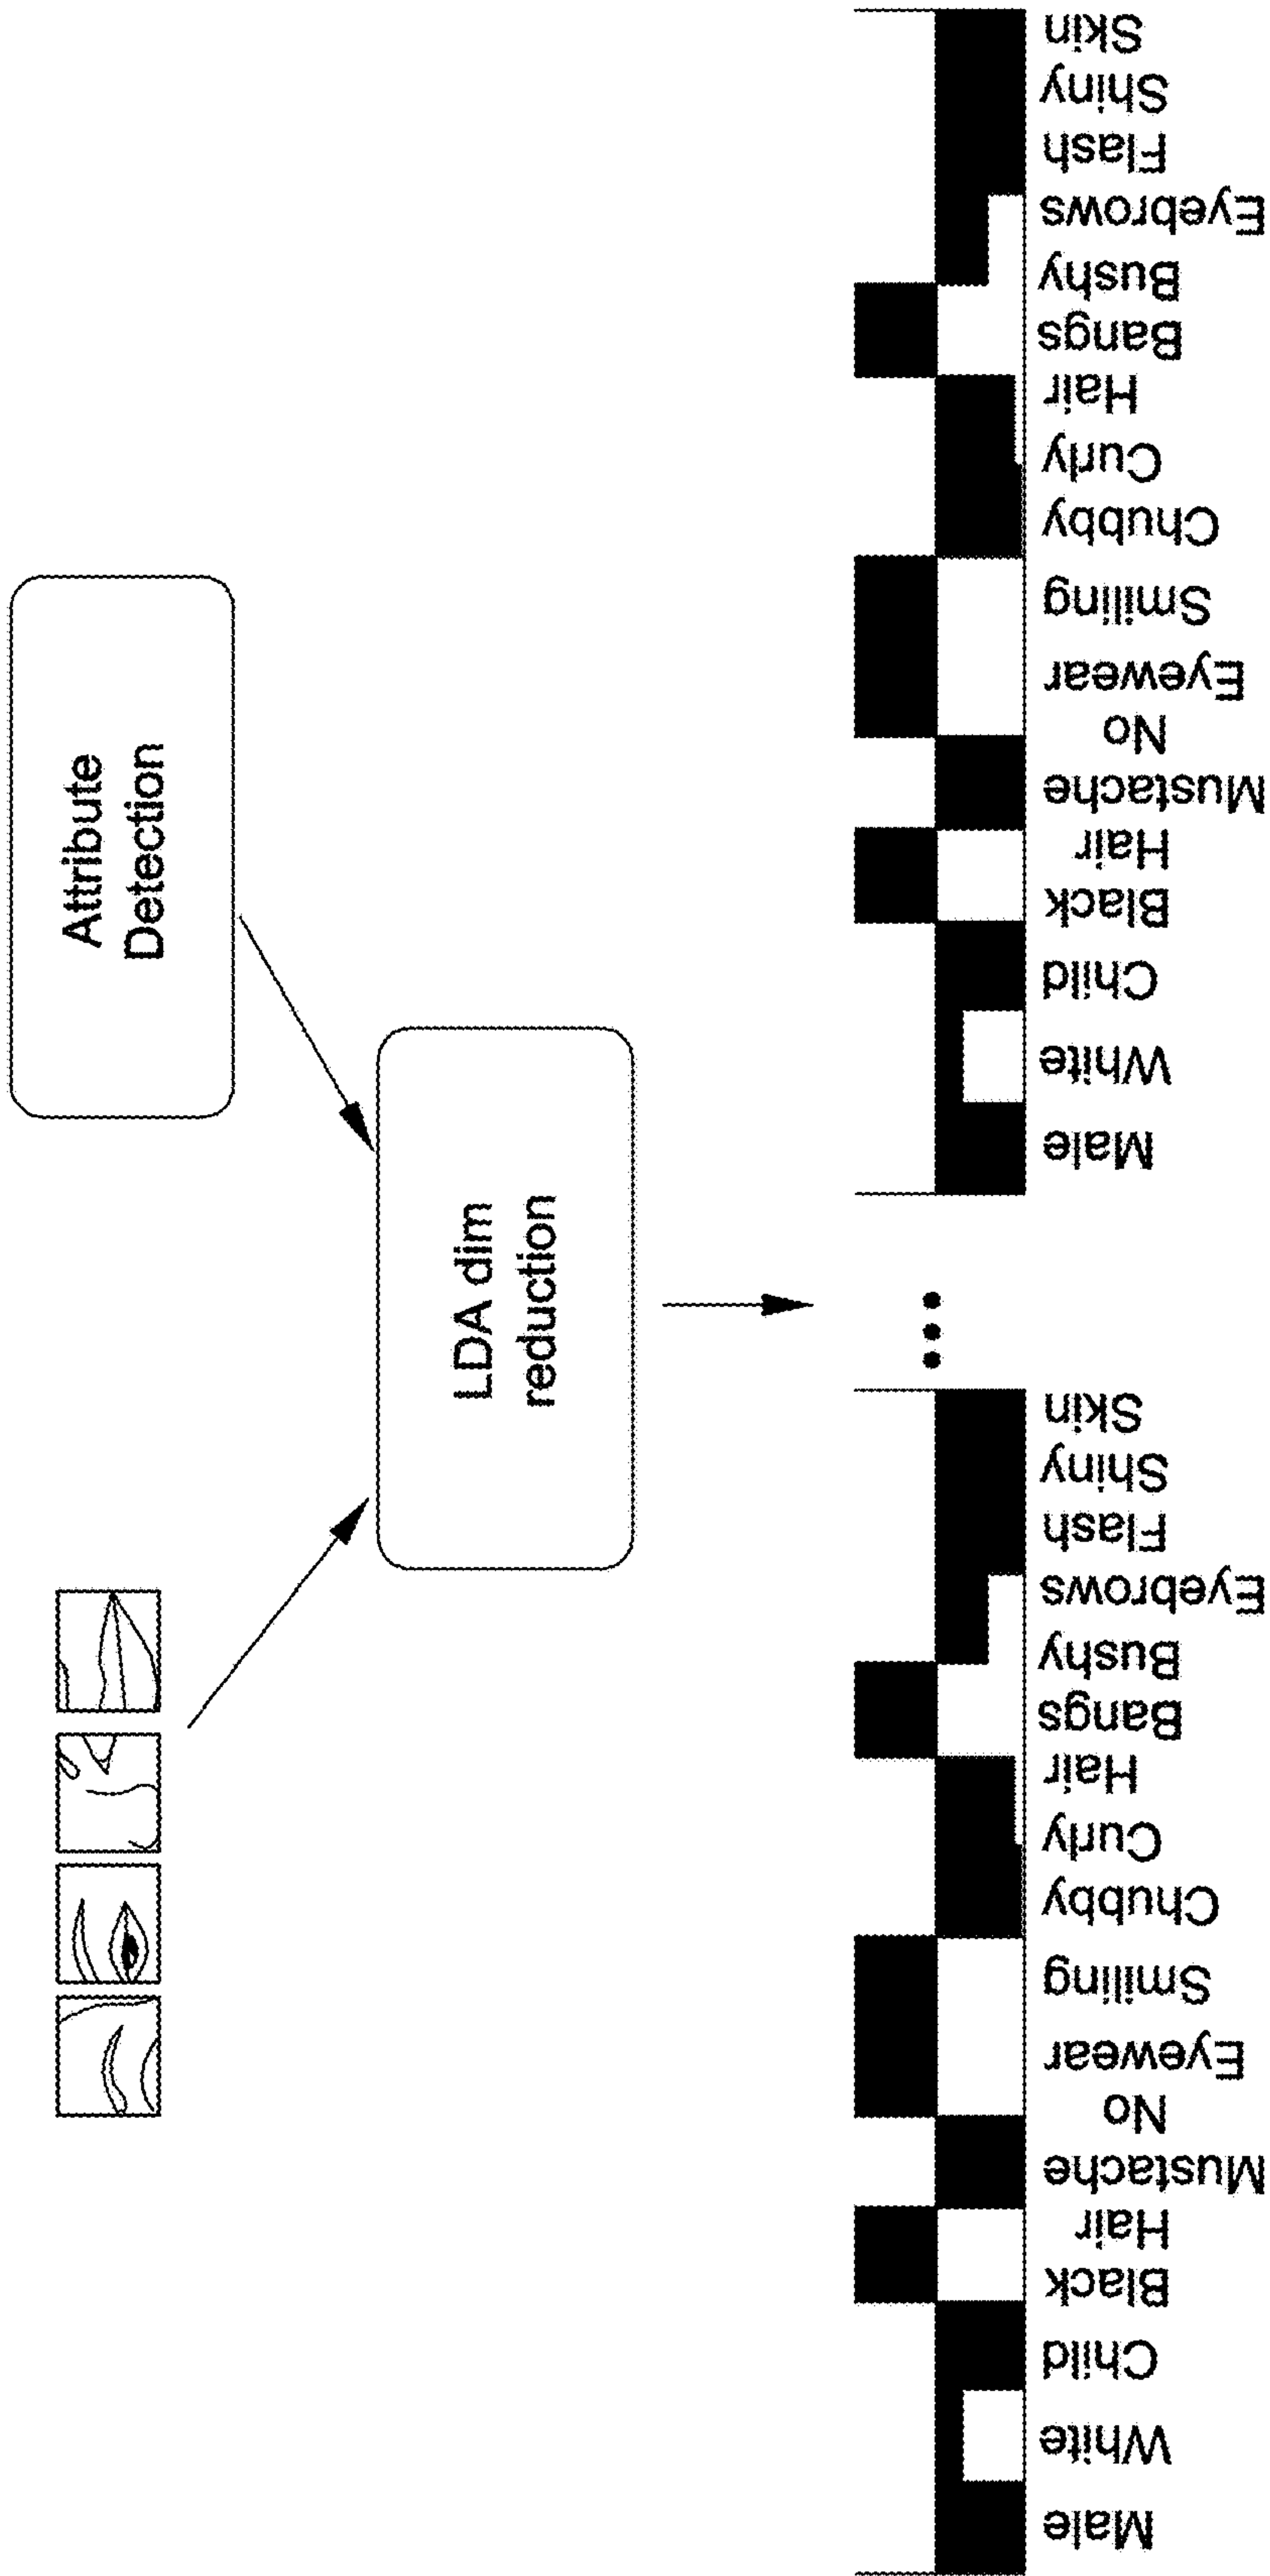 Attribute
Detection
LDA dim
reduction
Male
White
Child
Black
Hair
Mustache
No
Eyewear
Smiling
Chubby
Curly
Hair
Bangs
Bushy
Eyebrows
Flash
Shiny
Skin
...
Male
White
Child
Black
Hair
Mustache
No
Eyewear
Smiling
Chubby
Curly
Hair
Bangs
Bushy
Eyebrows
Flash
Shiny
Skin